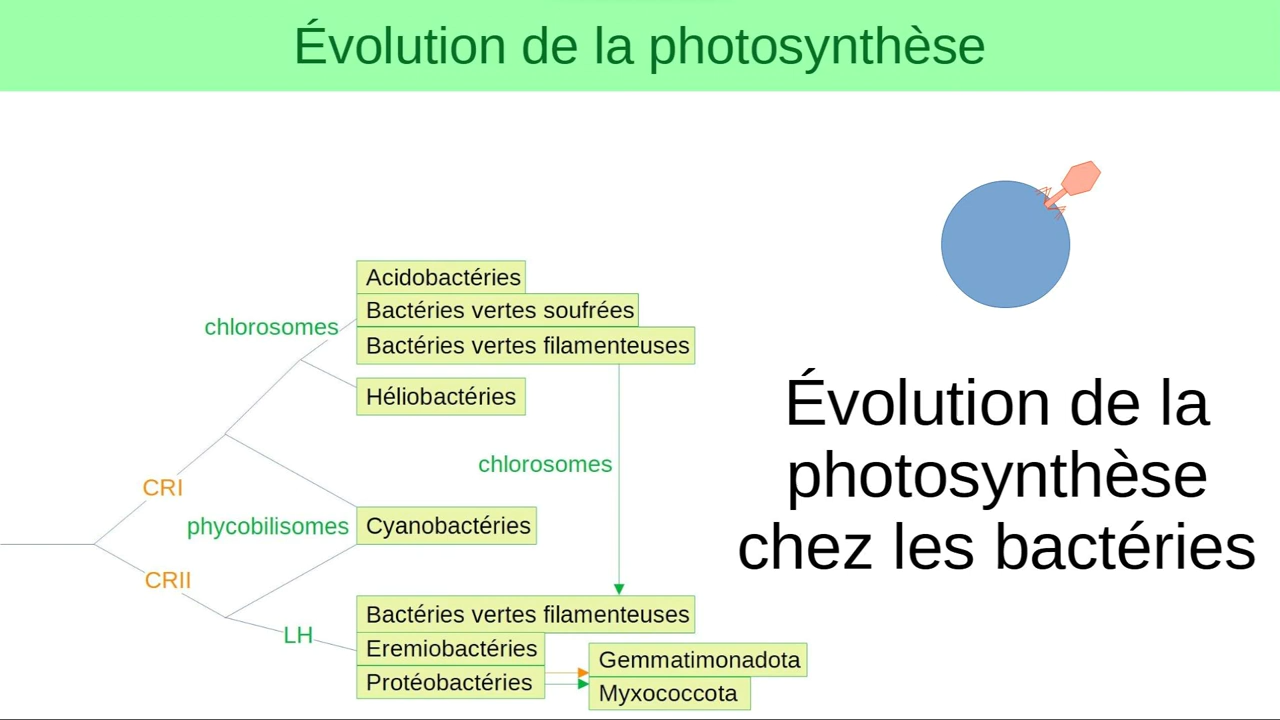 Évolution de la photosynthèse
Acidobactéries
chlorosomes
Bactéries vertes soufrées
Bactéries vertes filamenteuses
Héliobactéries
chlorosomes
CRI
phycobilisomes
Cyanobactéries
CRII
Bactéries vertes filamenteuses
LH
Eremiobactéries
Protéobactéries
Gemmatimonadota
Myxococcota
Évolution de la
photosynthèse
chez les bactéries